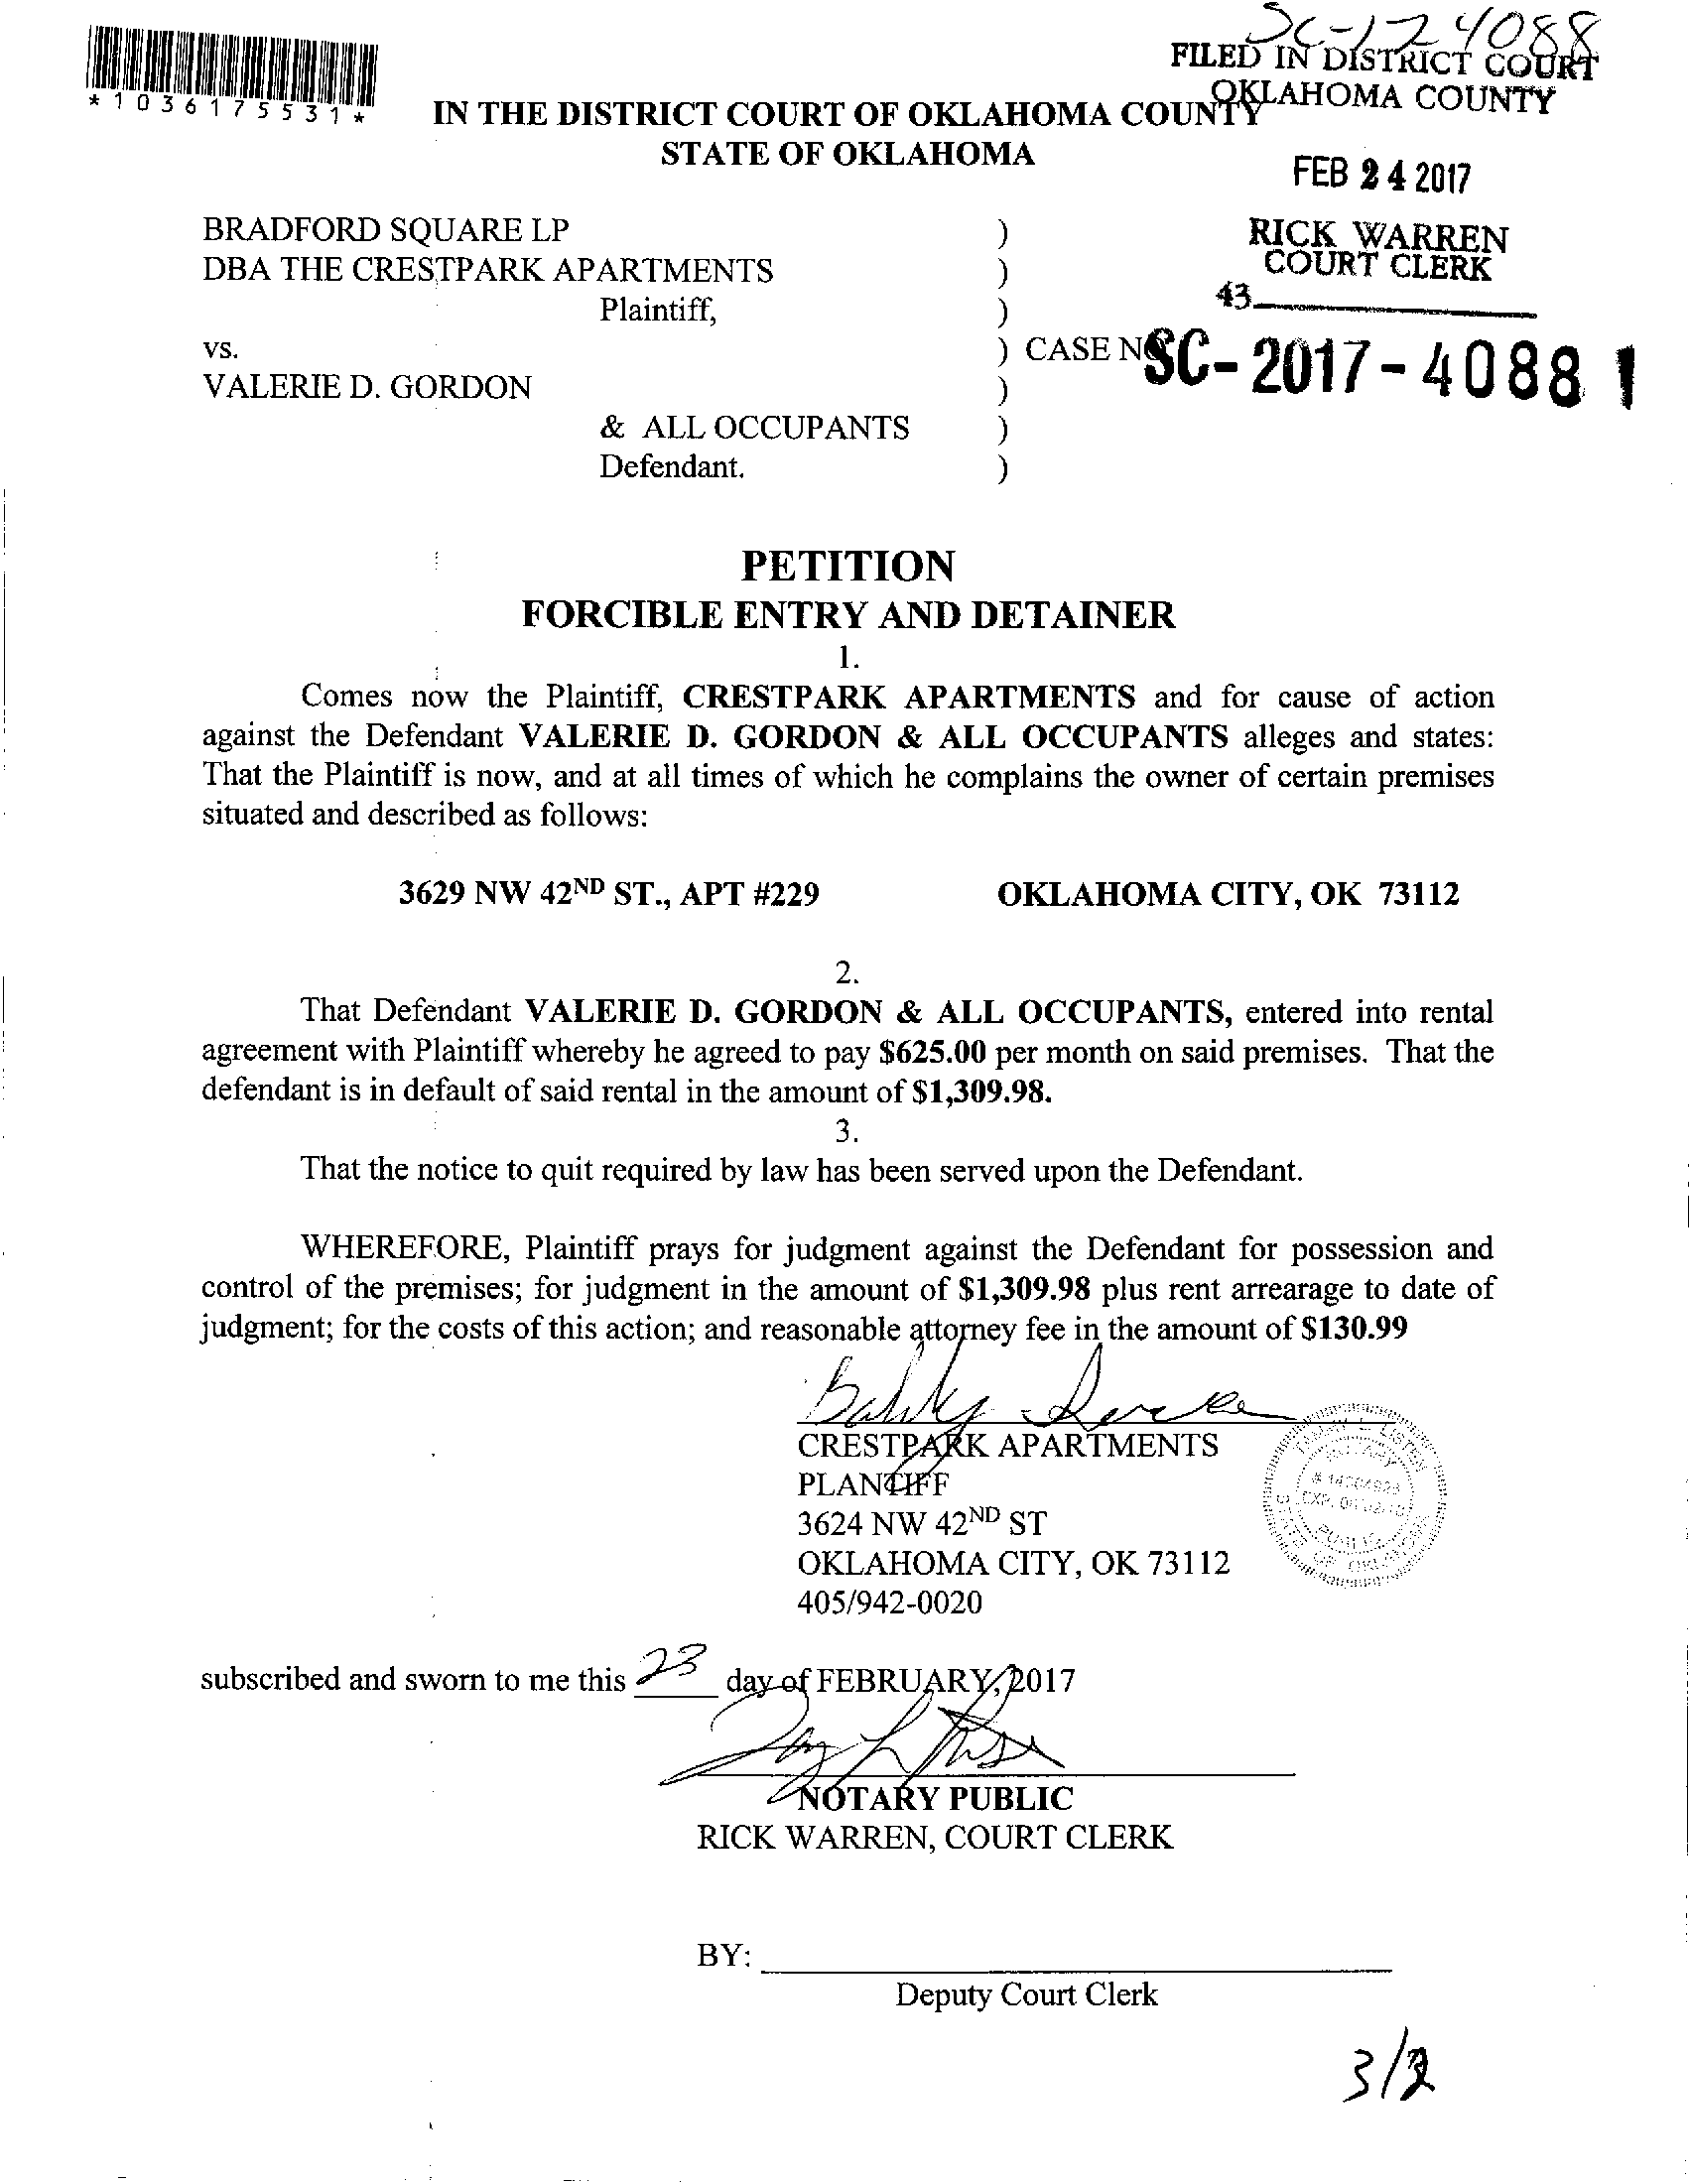 SC-17-4088
FILED IN DISTRICT COURT
OKLAHOMA COUNTY
*1036175531*
IN THE DISTRICT COURT OF OKLAHOMA COUNTY
STATE OF OKLAHOMA
FEB 24 2017
RICK WARREN
COURT CLERK
43
BRADFORD SQUARE LP )
DBA THE CRESTPARK APARTMENTS )
Plaintiff, )
vs. ) CASE NO SC-2017-4088
VALERIE D. GORDON )
& ALL OCCUPANTS )
Defendant. )
PETITION
FORCIBLE ENTRY AND DETAINER
1.
Comes now the Plaintiff, CRESTPARK APARTMENTS and for cause of action
against the Defendant VALERIE D. GORDON & ALL OCCUPANTS alleges and states:
That the Plaintiff is now, and at all times of which he complains the owner of certain premises
situated and described as follows:
3629 NW 42ND ST., APT #229 OKLAHOMA CITY, OK 73112
2.
That Defendant VALERIE D. GORDON & ALL OCCUPANTS, entered into rental
agreement with Plaintiff whereby he agreed to pay $625.00 per month on said premises. That the
defendant is in default of said rental in the amount of $1,309.98.
3.
That the notice to quit required by law has been served upon the Defendant.
WHEREFORE, Plaintiff prays for judgment against the Defendant for possession and
control of the premises; for judgment in the amount of $1,309.98 plus rent arrearage to date of
judgment; for the costs of this action; and reasonable attorney fee in the amount of $130.99
CRESTPARK APARTMENTS
PLANTIFF
3624 NW 42ND ST
OKLAHOMA CITY, OK 73112
405/942-0020
NOTARY
PUBLIC
STATE OF OKLAHOMA
subscribed and sworn to me this 23 day of FEBRUARY, 2017
NOTARY PUBLIC
RICK WARREN, COURT CLERK
BY:
Deputy Court Clerk
3/2